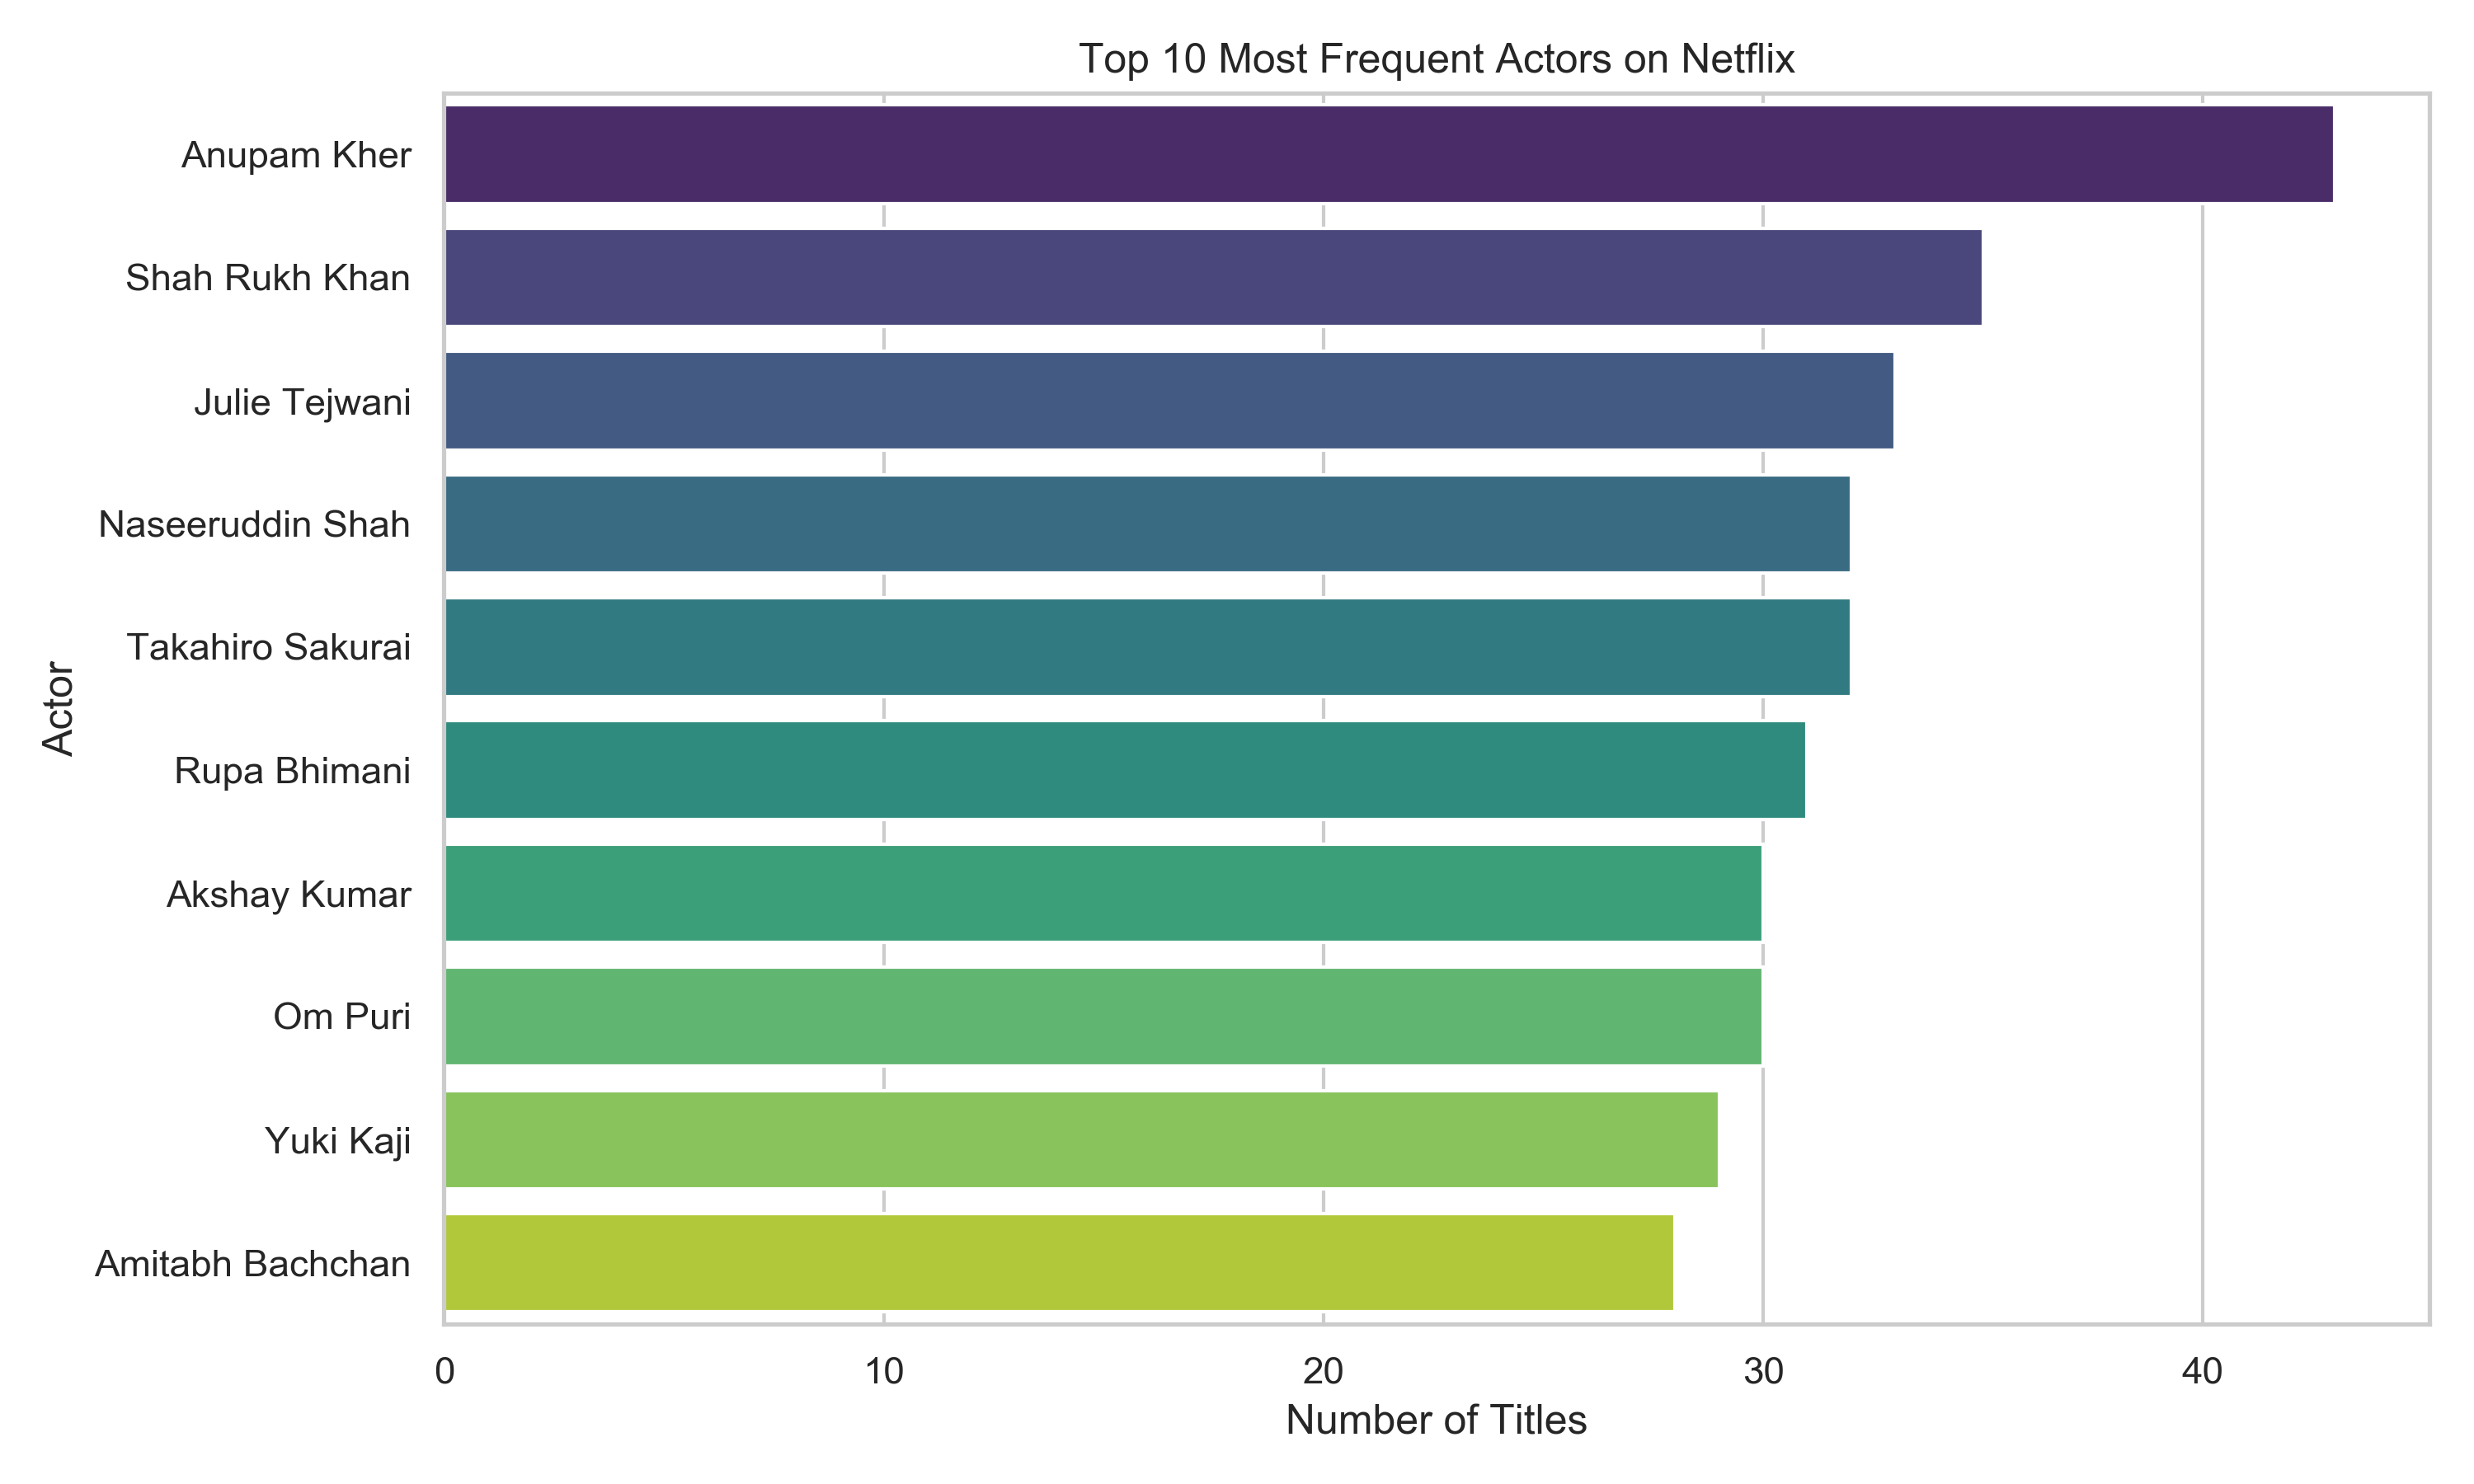 Top 10 Most Frequent Actors on Netflix
Anupam Kher
Shah Rukh Khan
Julie Tejwani
Naseeruddin Shah
Takahiro Sakurai
Rupa Bhimani
Akshay Kumar
Om Puri
Yuki Kaji
Amitabh Bachchan
Actor
0 10 20 30 40
Number of Titles